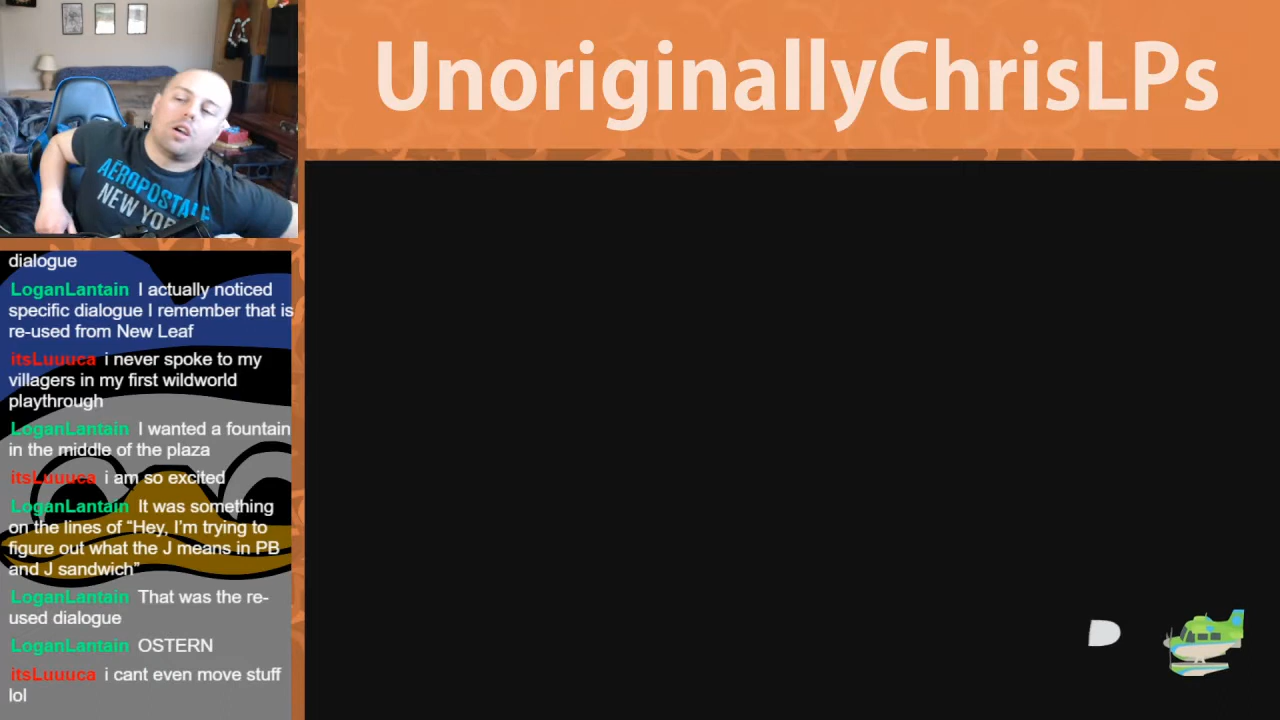 UnoriginallyChrisLPs
AÉROPOSTALE
NEW YORK
dialogue
LoganLantain I actually noticed
specific dialogue I remember that is
re-used from New Leaf
itsLuuuca i never spoke to my
villagers in my first wildworld
playthrough
LoganLantain I wanted a fountain
in the middle of the plaza
itsLuuuca i am so excited
LoganLantain It was something
on the lines of “Hey, I’m trying to
figure out what the J means in PB
and J sandwich”
LoganLantain That was the re-
used dialogue
LoganLantain OSTERN
itsLuuuca i cant even move stuff
lol